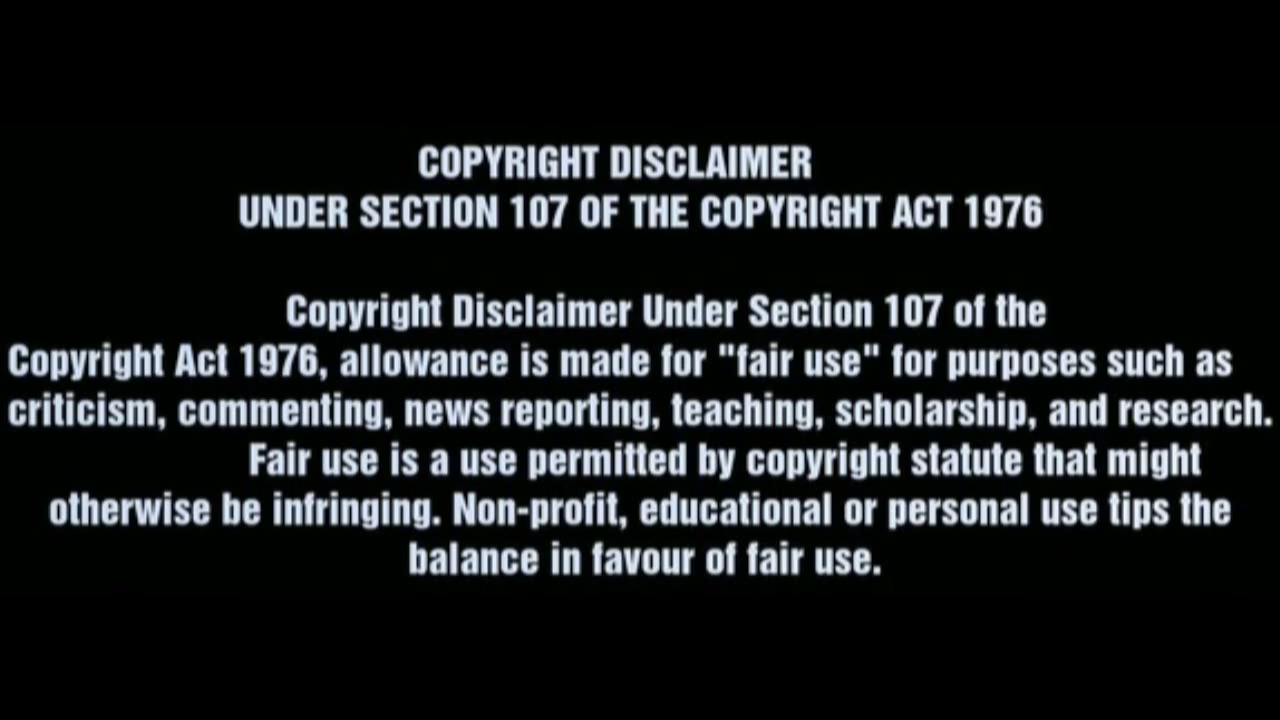 COPYRIGHT DISCLAIMER
UNDER SECTION 107 OF THE COPYRIGHT ACT 1976
Copyright Disclaimer Under Section 107 of the
Copyright Act 1976, allowance is made for "fair use" for purposes such as
criticism, commenting, news reporting, teaching, scholarship, and research.
Fair use is a use permitted by copyright statute that might
otherwise be infringing. Non-profit, educational or personal use tips the
balance in favour of fair use.